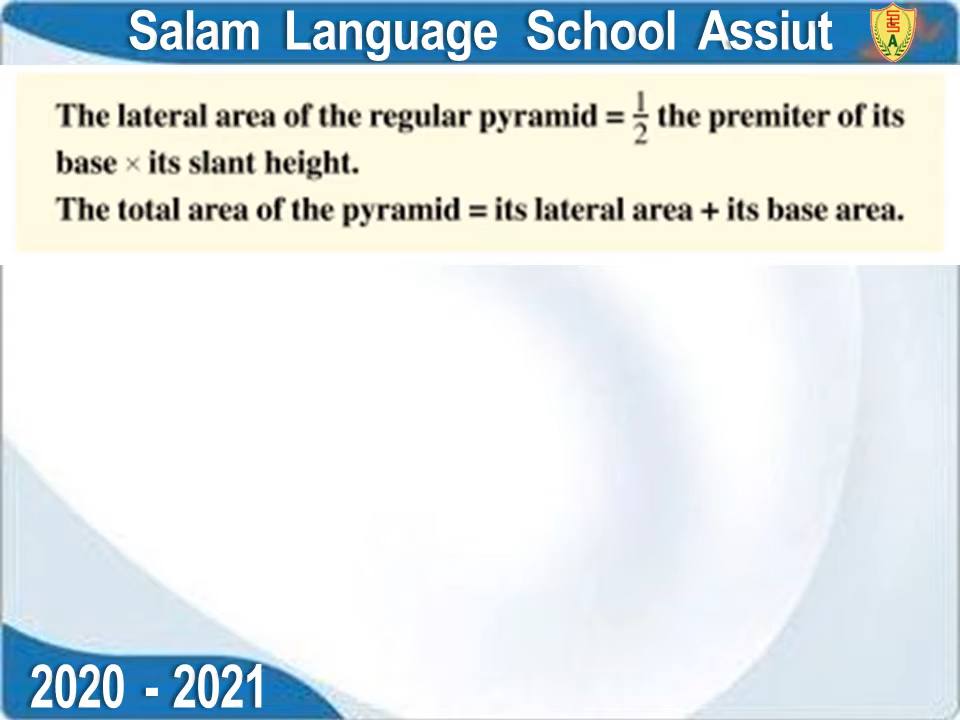 Salam Language School Assiut
The lateral area of the regular pyramid = 1/2 the premiter of its
base × its slant height.
The total area of the pyramid = its lateral area + its base area.
2020 - 2021